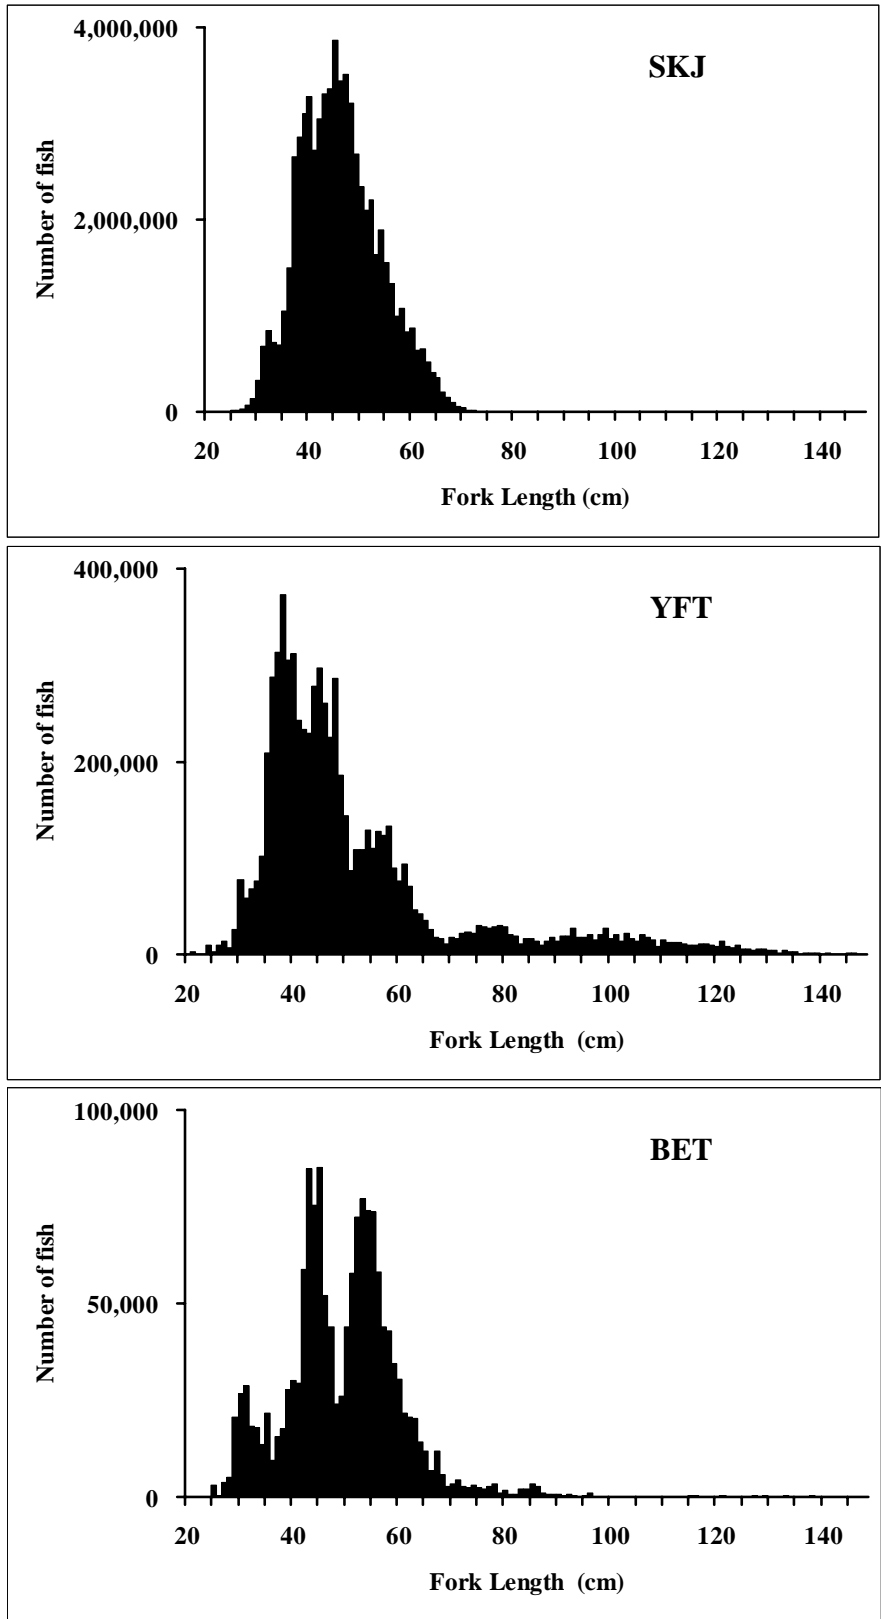 4,000,000
SKJ
Number of fish
2,000,000
0
20 40 60 80 100 120 140
Fork Length (cm)
400,000
YFT
Number of fish
200,000
0
20 40 60 80 100 120 140
Fork Length (cm)
100,000
BET
Number of fish
50,000
0
20 40 60 80 100 120 140
Fork Length (cm)